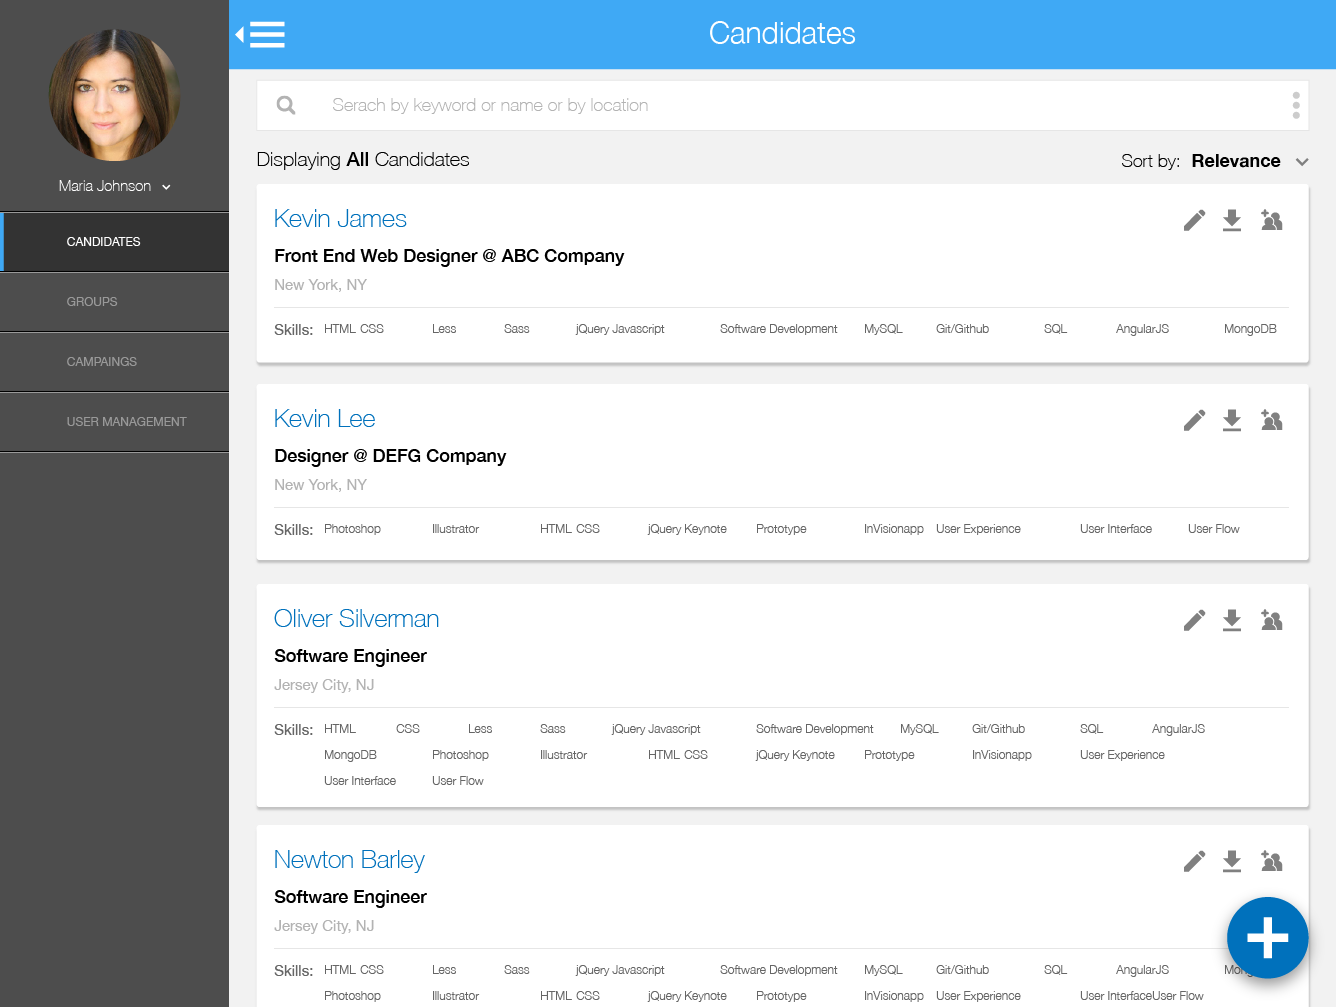 Candidates
Serach by keyword or name or by location
Maria Johnson
CANDIDATES
GROUPS
CAMPAINGS
USER MANAGEMENT
Displaying All Candidates
Sort by: Relevance
Kevin James
Front End Web Designer @ ABC Company
New York, NY
Skills: HTML CSS Less Sass jQuery Javascript Software Development MySQL Git/Github SQL AngularJS MongoDB
Kevin Lee
Designer @ DEFG Company
New York, NY
Skills: Photoshop Illustrator HTML CSS jQuery Keynote Prototype InVisionapp User Experience User Interface User Flow
Oliver Silverman
Software Engineer
Jersey City, NJ
Skills: HTML CSS Less Sass jQuery Javascript Software Development MySQL Git/Github SQL AngularJS
MongoDB Photoshop Illustrator HTML CSS jQuery Keynote Prototype InVisionapp User Experience
User Interface User Flow
Newton Barley
Software Engineer
Jersey City, NJ
Skills: HTML CSS Less Sass jQuery Javascript Software Development MySQL Git/Github SQL AngularJS
Photoshop Illustrator HTML CSS jQuery Keynote Prototype InVisionapp User Experience User InterfaceUser Flow